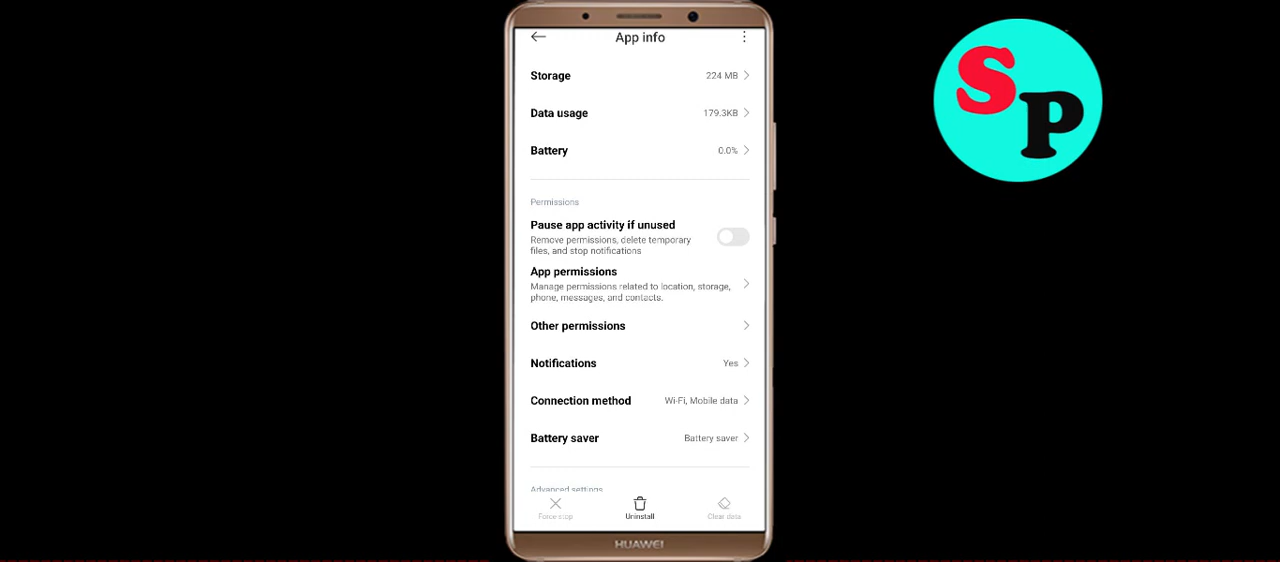 App info
Storage
224 MB
Data usage
179.3KB
Battery
0.0%
Permissions
Pause app activity if unused
Remove permissions, delete temporary
files, and stop notifications
App permissions
Manage permissions related to location, storage,
phone, messages, and contacts.
Other permissions
Notifications
Yes
Connection method
Wi-Fi, Mobile data
Battery saver
Battery saver
Advanced settings
Force stop
Uninstall
Clear data
HUAWEI
SP